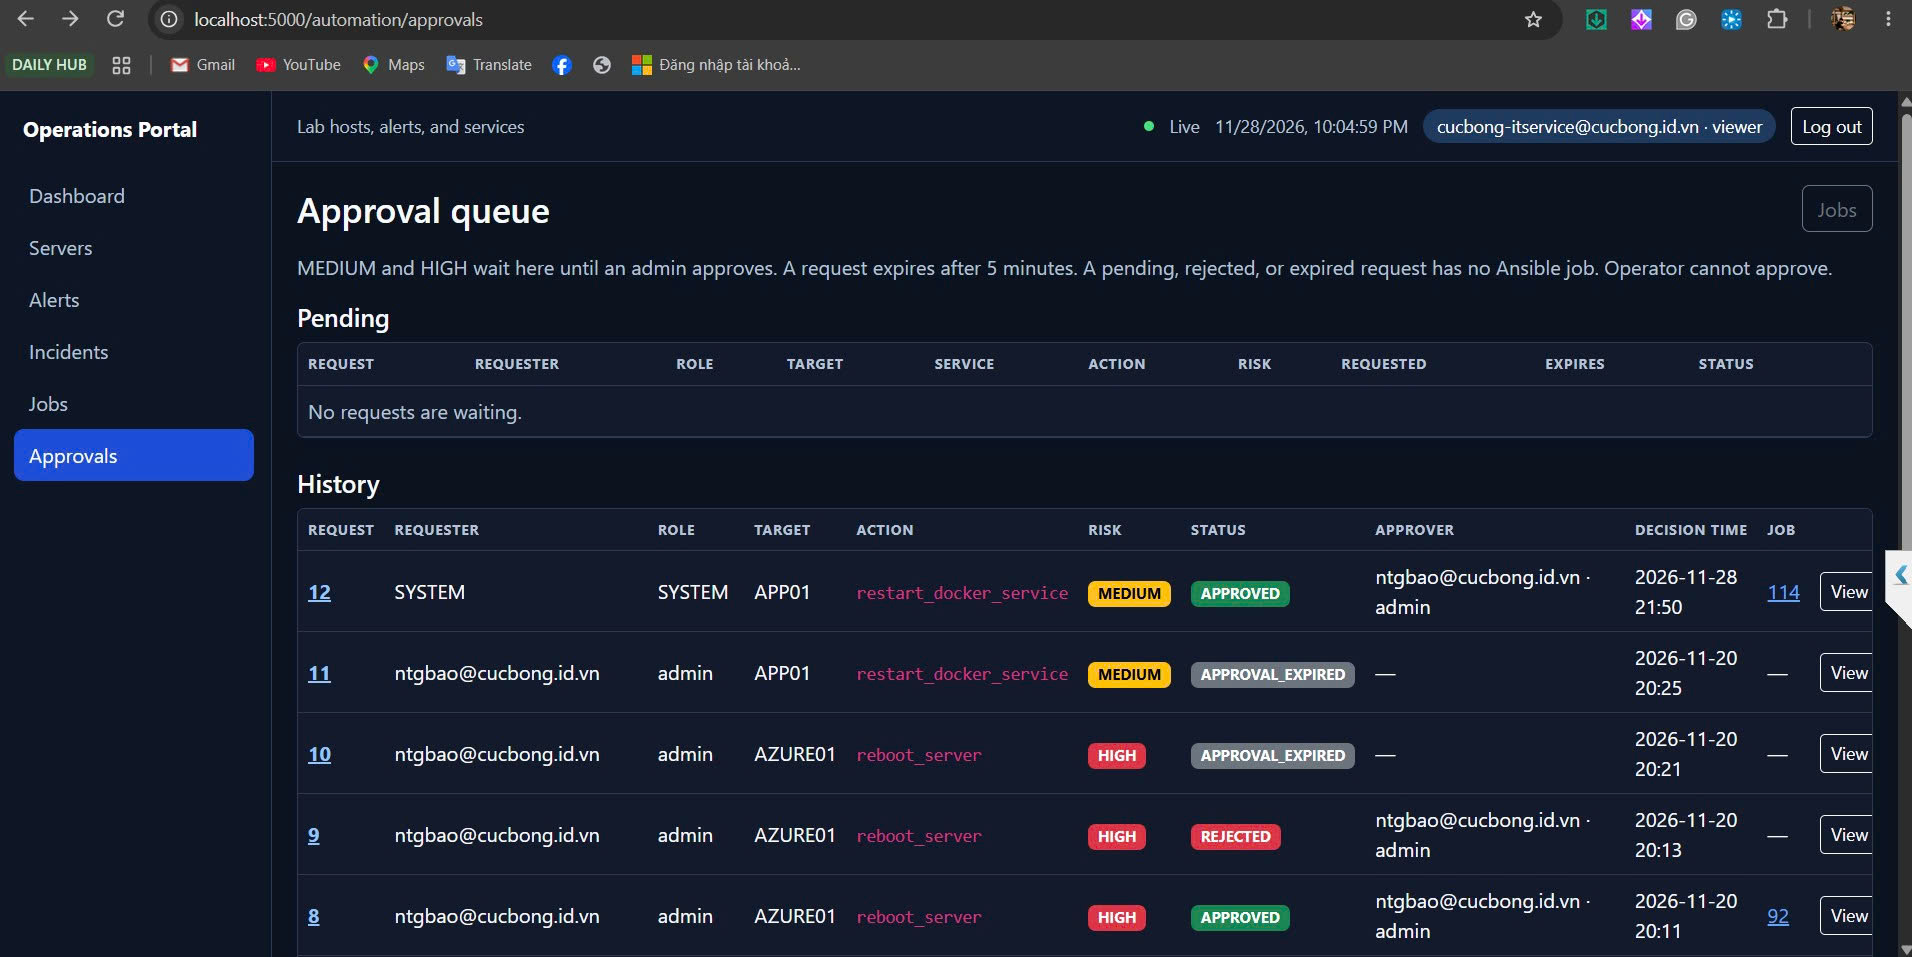 localhost:5000/automation/approvals
DAILY HUB Gmail YouTube Maps Translate Đăng nhập tài khoả...
Operations Portal
Dashboard
Servers
Alerts
Incidents
Jobs
Approvals
Lab hosts, alerts, and services Live 11/28/2026, 10:04:59 PM cucbong-itservice@cucbong.id.vn · viewer Log out
Approval queue Jobs
MEDIUM and HIGH wait here until an admin approves. A request expires after 5 minutes. A pending, rejected, or expired request has no Ansible job. Operator cannot approve.
Pending
REQUEST REQUESTER ROLE TARGET SERVICE ACTION RISK REQUESTED EXPIRES STATUS
No requests are waiting.
History
REQUEST REQUESTER ROLE TARGET ACTION RISK STATUS APPROVER DECISION TIME JOB
12 SYSTEM SYSTEM APP01 restart_docker_service MEDIUM APPROVED ntgbao@cucbong.id.vn · admin 2026-11-28 21:50 114 View
11 ntgbao@cucbong.id.vn admin APP01 restart_docker_service MEDIUM APPROVAL_EXPIRED — 2026-11-20 20:25 — View
10 ntgbao@cucbong.id.vn admin AZURE01 reboot_server HIGH APPROVAL_EXPIRED — 2026-11-20 20:21 — View
9 ntgbao@cucbong.id.vn admin AZURE01 reboot_server HIGH REJECTED ntgbao@cucbong.id.vn · admin 2026-11-20 20:13 — View
8 ntgbao@cucbong.id.vn admin AZURE01 reboot_server HIGH APPROVED ntgbao@cucbong.id.vn · admin 2026-11-20 20:11 92 View